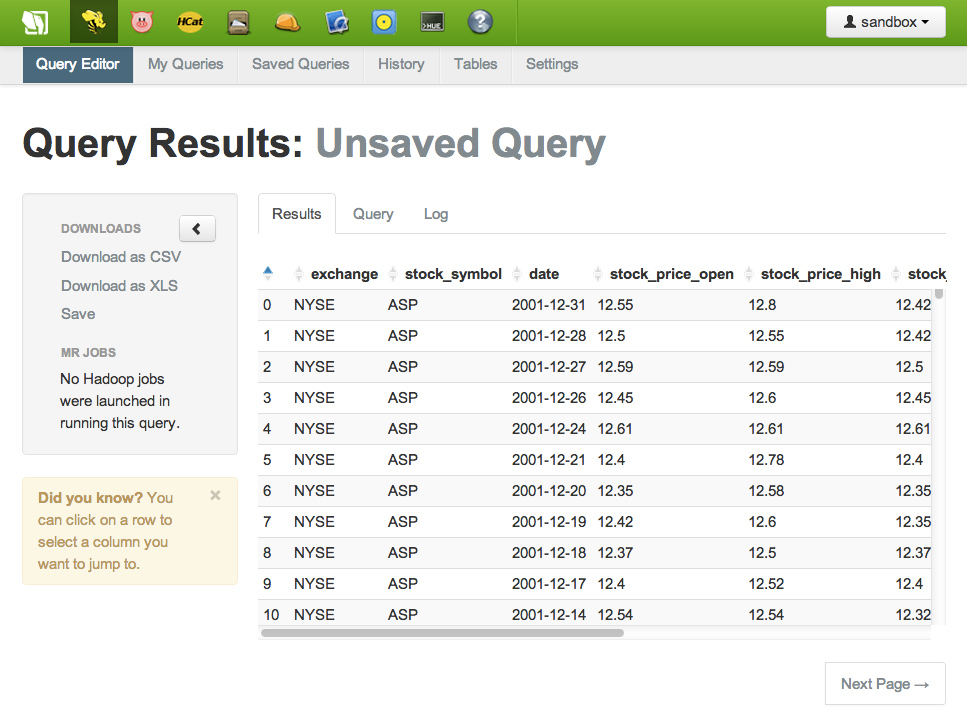 HCat
HUE
sandbox
Query Editor My Queries Saved Queries History Tables Settings
Query Results: Unsaved Query
DOWNLOADS
Download as CSV
Download as XLS
Save
MR JOBS
No Hadoop jobs
were launched in
running this query.
Did you know? You ×
can click on a row to
select a column you
want to jump to.
Results Query Log
exchange stock_symbol date stock_price_open stock_price_high stock_
0 NYSE ASP 2001-12-31 12.55 12.8 12.42
1 NYSE ASP 2001-12-28 12.5 12.55 12.42
2 NYSE ASP 2001-12-27 12.59 12.59 12.5
3 NYSE ASP 2001-12-26 12.45 12.6 12.45
4 NYSE ASP 2001-12-24 12.61 12.61 12.61
5 NYSE ASP 2001-12-21 12.4 12.78 12.4
6 NYSE ASP 2001-12-20 12.35 12.58 12.35
7 NYSE ASP 2001-12-19 12.42 12.6 12.35
8 NYSE ASP 2001-12-18 12.37 12.5 12.37
9 NYSE ASP 2001-12-17 12.4 12.52 12.4
10 NYSE ASP 2001-12-14 12.54 12.54 12.32
Next Page →